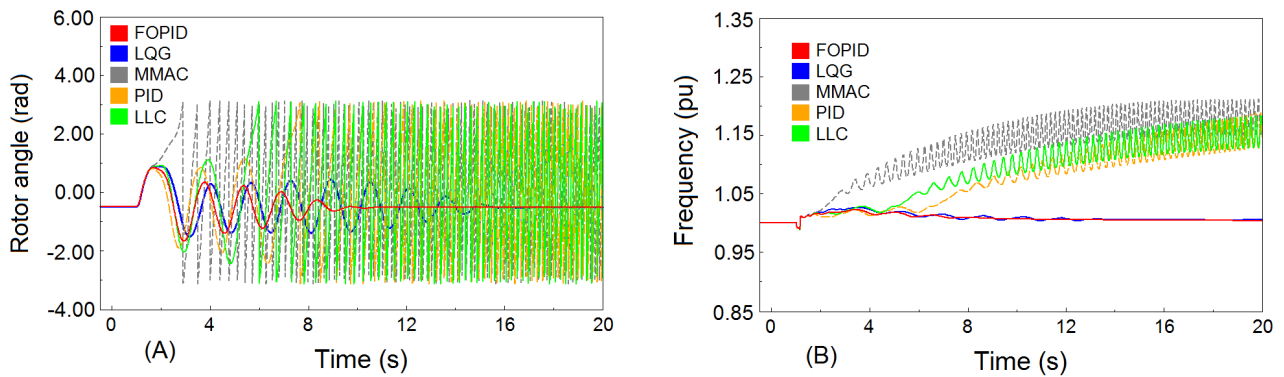 6.00
4.00
2.00
0.00
-2.00
-4.00
Rotor angle (rad)
FOPID
LQG
MMAC
PID
LLC
0 4 8 12 16 20
(A)
Time (s)
1.35
1.25
1.15
1.05
0.95
0.85
Frequency (pu)
FOPID
LQG
MMAC
PID
LLC
0 4 8 12 16 20
(B)
Time (s)